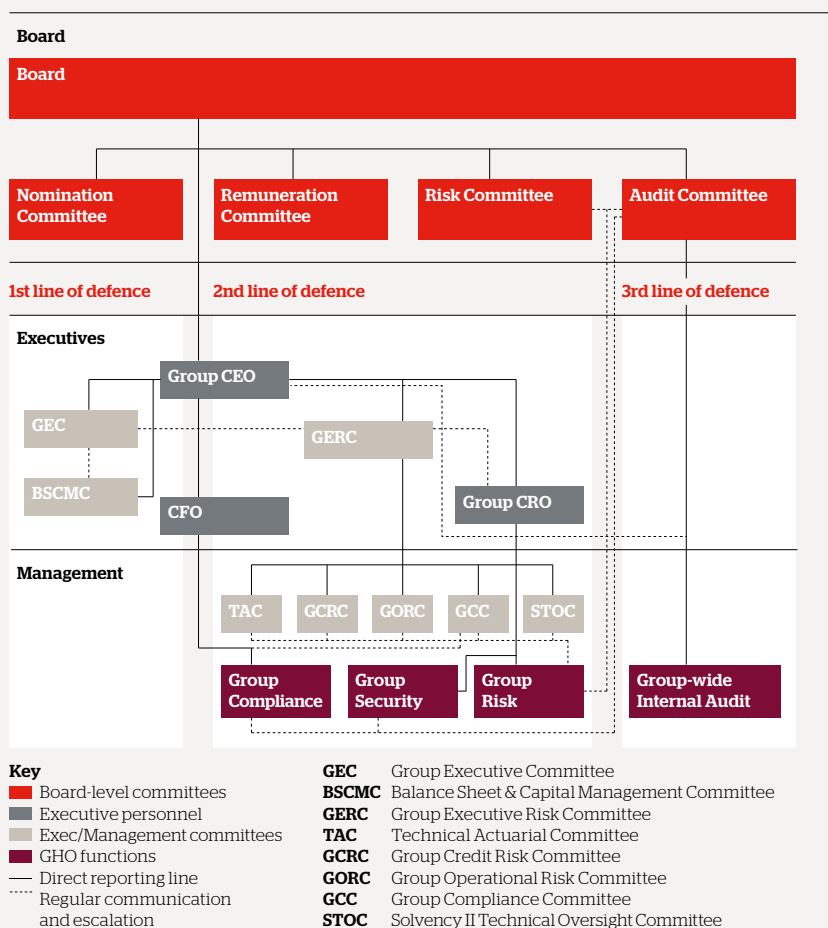 Board
Board
Nomination
Committee
Remuneration
Committee
Risk Committee
Audit Committee
1st line of defence
2nd line of defence
3rd line of defence
Executives
Group CEO
GEC
GERC
BSCMC
CFO
Group CRO
Management
TAC
GCRC
GORC
GCC
STOC
Group
Compliance
Group
Security
Group
Risk
Group-wide
Internal Audit
Key
Board-level committees
Executive personnel
Exec/Management committees
GHO functions
Direct reporting line
Regular communication
and escalation
GEC Group Executive Committee
BSCMC Balance Sheet & Capital Management Committee
GERC Group Executive Risk Committee
TAC Technical Actuarial Committee
GCRC Group Credit Risk Committee
GORC Group Operational Risk Committee
GCC Group Compliance Committee
STOC Solvency II Technical Oversight Committee